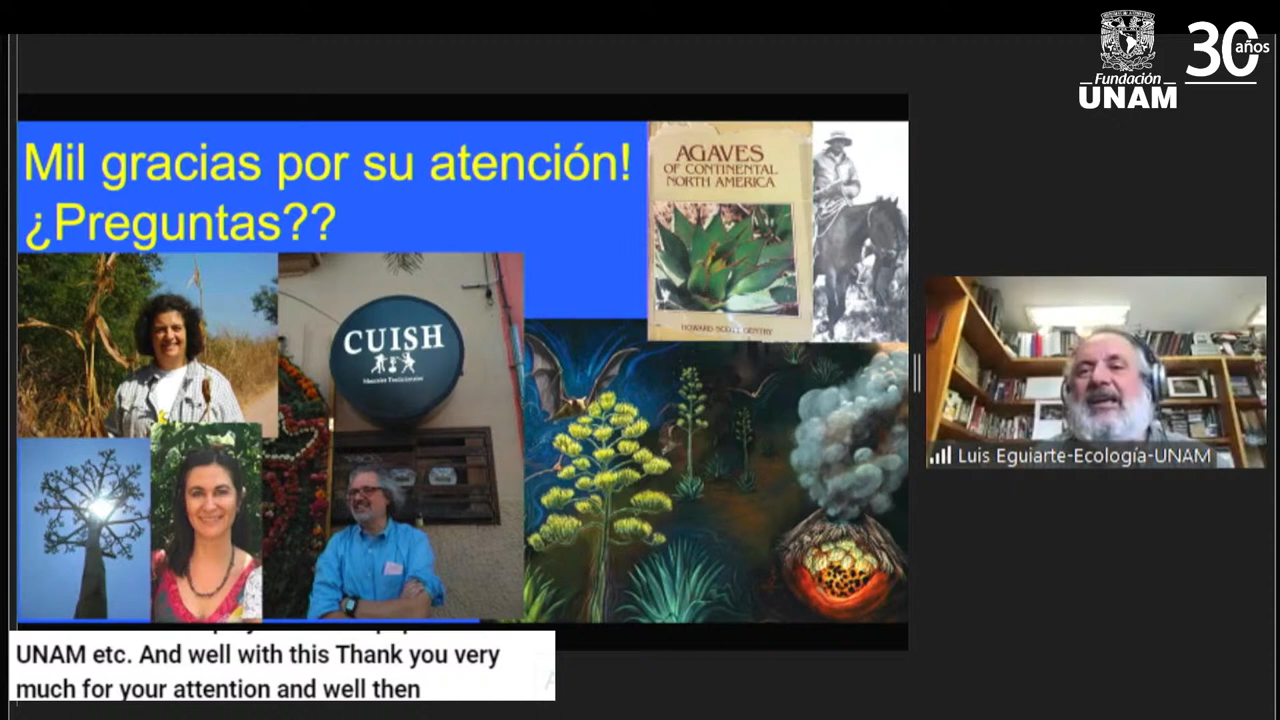 Fundación
UNAM
30
años
Mil gracias por su atención!
¿Preguntas??
AGAVES
OF CONTINENTAL
NORTH AMERICA
HOWARD SCOTT GENTRY
CUISH
Mezcales Tradicionales
Luis Eguiarte-Ecología-UNAM
UNAM etc. And well with this Thank you very
much for your attention and well then